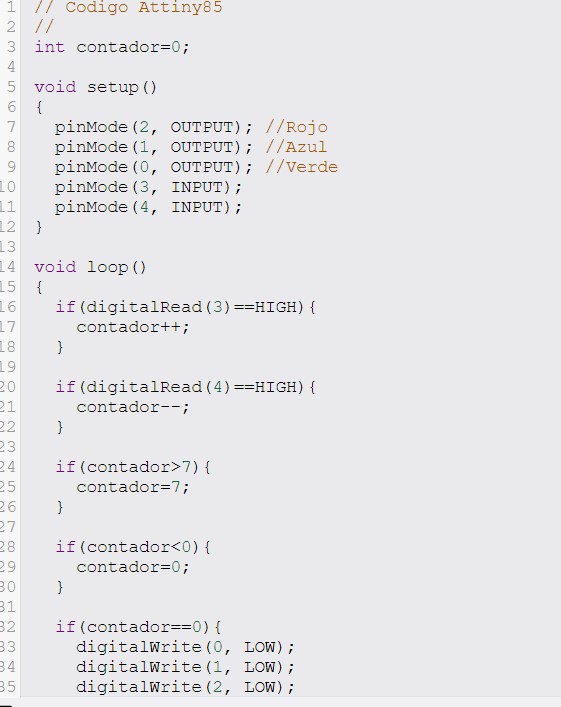 1 // Codigo Attiny85
2 //
3 int contador=0;
4
5 void setup()
6 {
7 pinMode(2, OUTPUT); //Rojo
8 pinMode(1, OUTPUT); //Azul
9 pinMode(0, OUTPUT); //Verde
10 pinMode(3, INPUT);
11 pinMode(4, INPUT);
12 }
13
14 void loop()
15 {
16 if(digitalRead(3)==HIGH){
17 contador++;
18 }
19
20 if(digitalRead(4)==HIGH){
21 contador--;
22 }
23
24 if(contador>7){
25 contador=7;
26 }
27
28 if(contador<0){
29 contador=0;
30 }
31
32 if(contador==0){
33 digitalWrite(0, LOW);
34 digitalWrite(1, LOW);
35 digitalWrite(2, LOW);